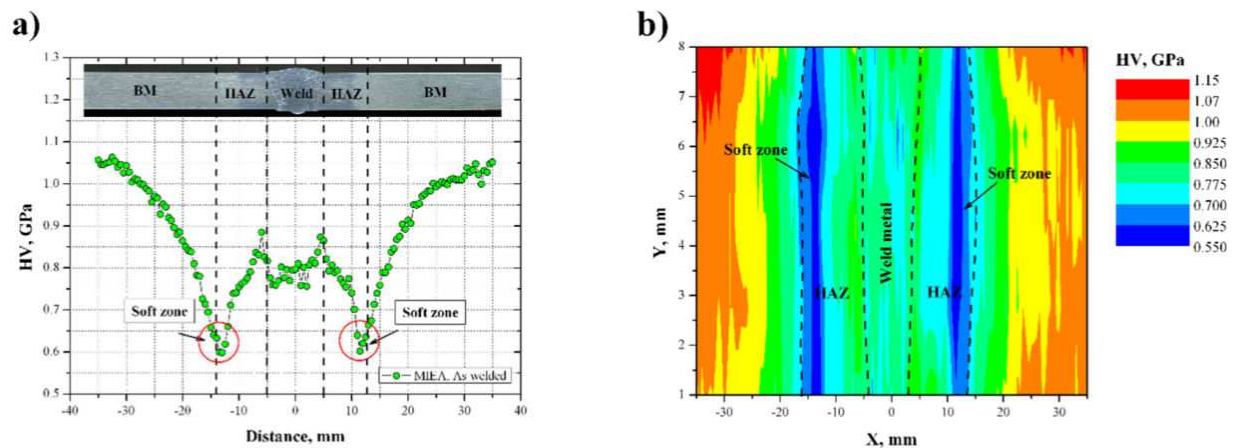 a)
1.3
1.2
1.1
1.0
0.9
0.8
0.7
0.6
0.5
HV, GPa
BM
HAZ
Weld
HAZ
BM
Soft zone
Soft zone
MIEA, As welded
-40 -30 -20 -10 0 10 20 30 40
Distance, mm
b)
8
7
6
5
4
3
2
1
Y, mm
Soft zone
Soft zone
Weld metal
HAZ
HAZ
-30 -20 -10 0 10 20 30
X, mm
HV, GPa
1.15
1.07
1.00
0.925
0.850
0.775
0.700
0.625
0.550